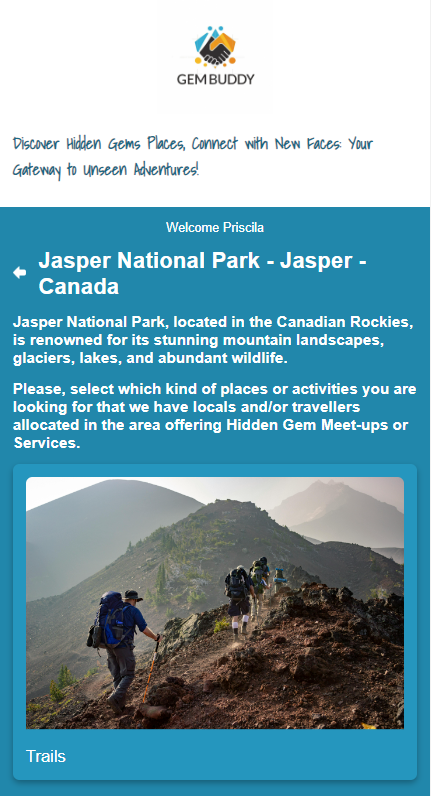 GEM BUDDY
Discover Hidden Gems Places, Connect with New Faces: Your
Gateway to Unseen Adventures!
Welcome Priscila
Jasper National Park - Jasper -
Canada
Jasper National Park, located in the Canadian Rockies,
is renowned for its stunning mountain landscapes,
glaciers, lakes, and abundant wildlife.
Please, select which kind of places or activities you are
looking for that we have locals and/or travellers
allocated in the area offering Hidden Gem Meet-ups or
Services.
Trails